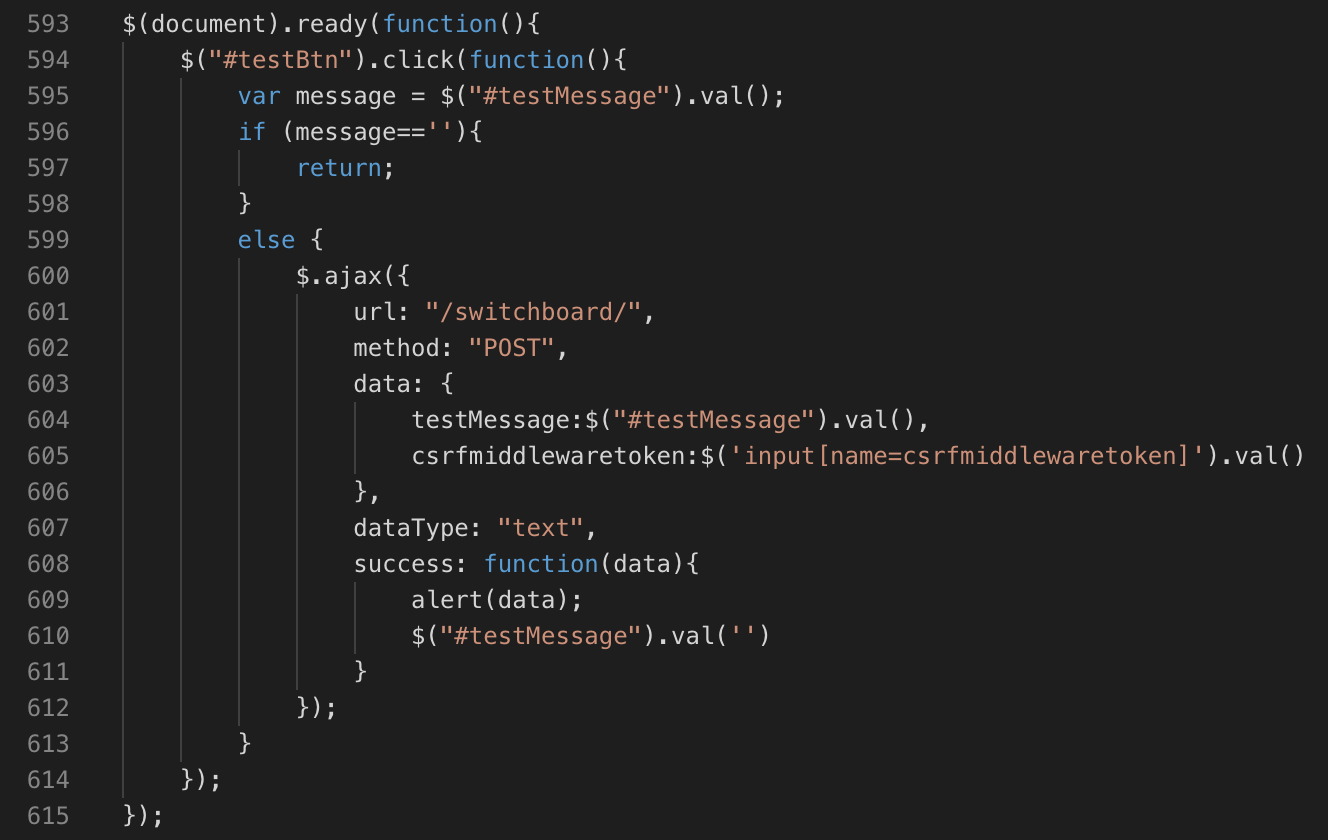 593 $(document).ready(function(){
594 $("#testBtn").click(function(){
595 var message = $("#testMessage").val();
596 if (message==''){
597 return;
598 }
599 else {
600 $.ajax({
601 url: "/switchboard/",
602 method: "POST",
603 data: {
604 testMessage:$("#testMessage").val(),
605 csrfmiddlewaretoken:$('input[name=csrfmiddlewaretoken]').val()
606 },
607 dataType: "text",
608 success: function(data){
609 alert(data);
610 $("#testMessage").val('')
611 }
612 });
613 }
614 });
615 });